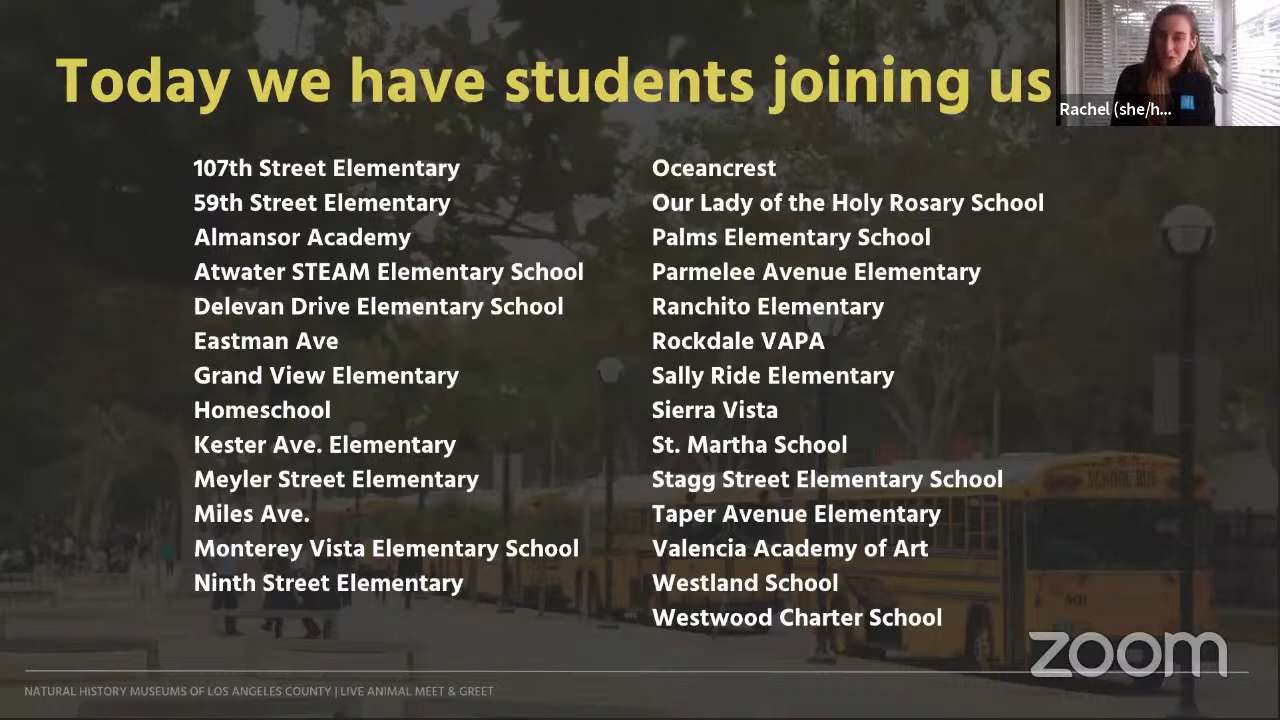 Today we have students joining us
Rachel (she/h...
107th Street Elementary
59th Street Elementary
Almansor Academy
Atwater STEAM Elementary School
Delevan Drive Elementary School
Eastman Ave
Grand View Elementary
Homeschool
Kester Ave. Elementary
Meyler Street Elementary
Miles Ave.
Monterey Vista Elementary School
Ninth Street Elementary
Oceancrest
Our Lady of the Holy Rosary School
Palms Elementary School
Parmelee Avenue Elementary
Ranchito Elementary
Rockdale VAPA
Sally Ride Elementary
Sierra Vista
St. Martha School
Stagg Street Elementary School
Taper Avenue Elementary
Valencia Academy of Art
Westland School
Westwood Charter School
SCHOOL BUS
zoom
NATURAL HISTORY MUSEUMS OF LOS ANGELES COUNTY | LIVE ANIMAL MEET & GREET